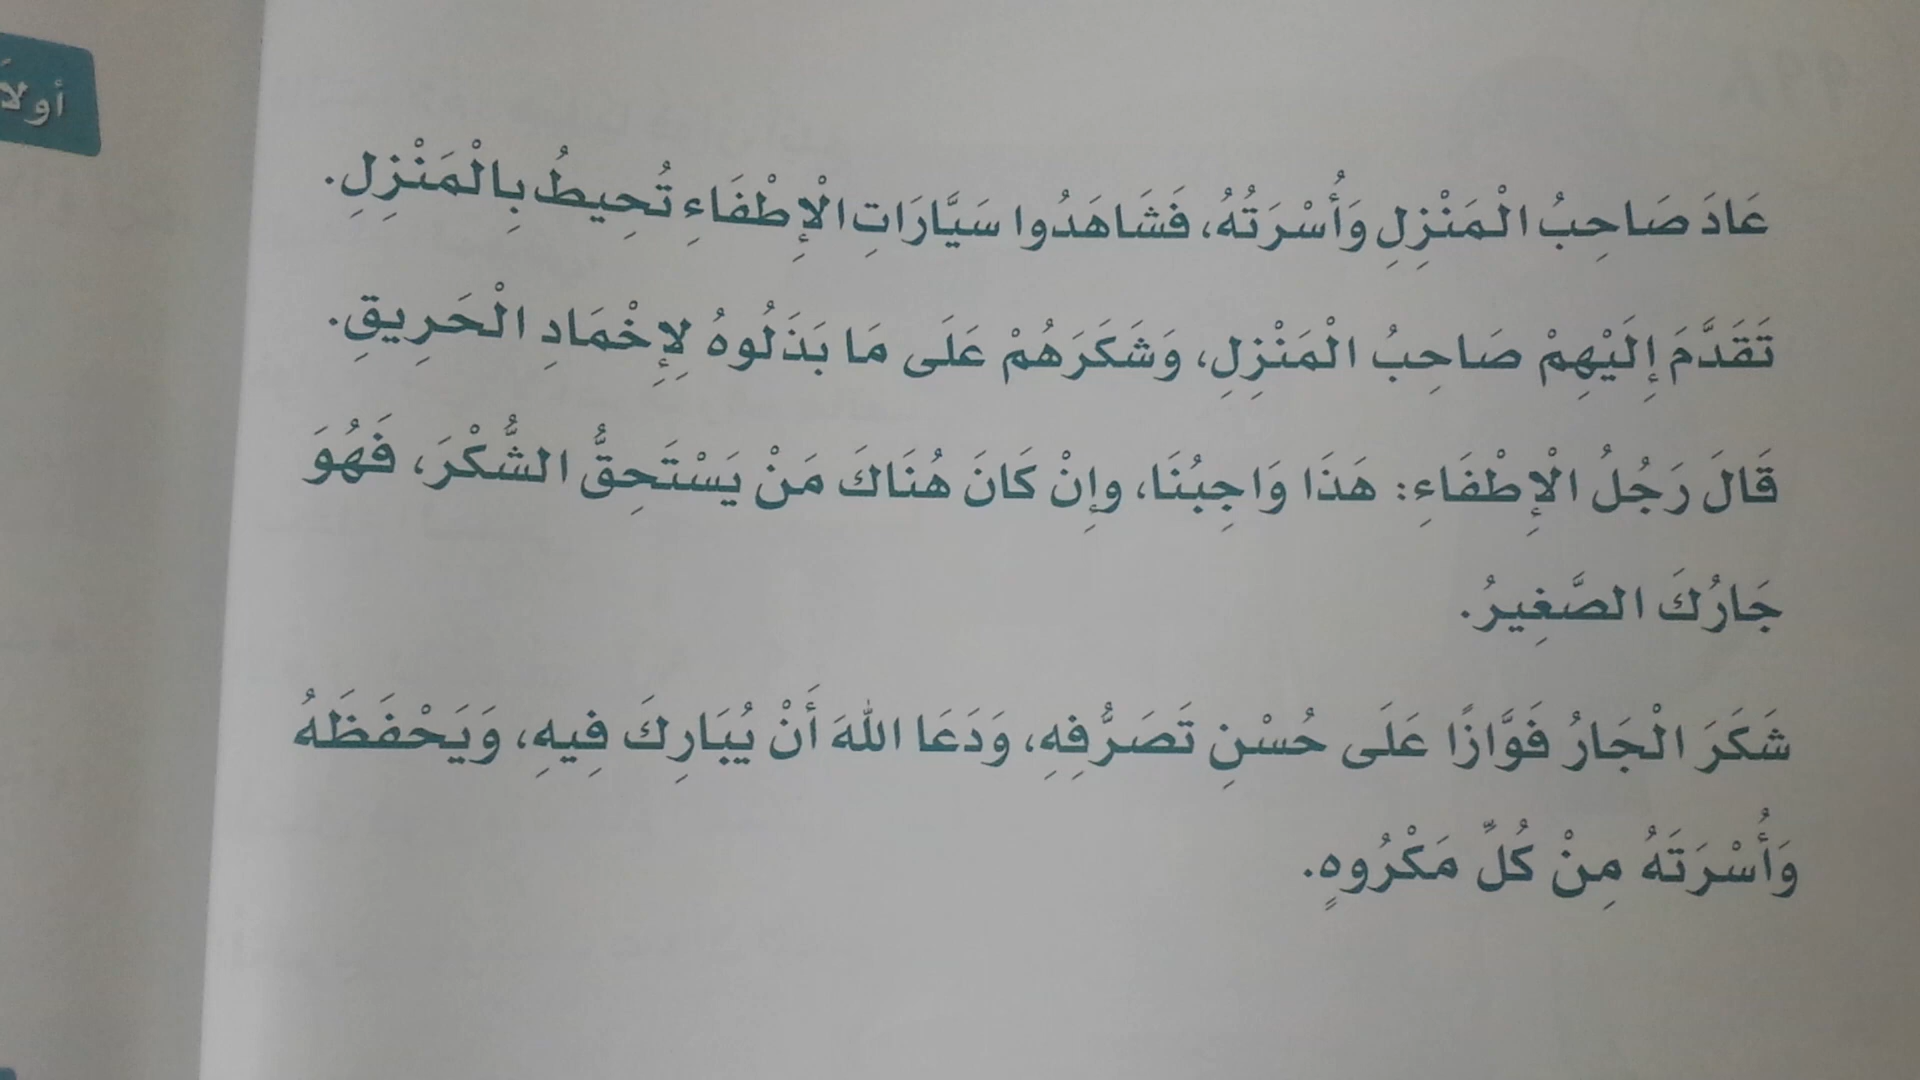 أولاً
عَادَ صَاحِبُ الْمَنْزِلِ وَأُسْرَتُهُ، فَشَاهَدُوا سَيَّارَاتِ الْإِطْفَاءِ تُحِيطُ بِالْمَنْزِلِ.
تَقَدَّمَ إِلَيْهِمْ صَاحِبُ الْمَنْزِلِ، وَشَكَرَهُمْ عَلَى مَا بَذَلُوهُ لِإِخْمَادِ الْحَرِيقِ.
قَالَ رَجُلُ الْإِطْفَاءِ: هَذَا وَاجِبُنَا، وإِنْ كَانَ هُنَاكَ مَنْ يَسْتَحِقُّ الشُّكْرَ، فَهُوَ
جَارُكَ الصَّغِيرُ.
شَكَرَ الْجَارُ فَوَّازًا عَلَى حُسْنِ تَصَرُّفِهِ، وَدَعَا اللهَ أَنْ يُبَارِكَ فِيهِ، وَيَحْفَظَهُ
وَأُسْرَتَهُ مِنْ كُلِّ مَكْرُوهٍ.